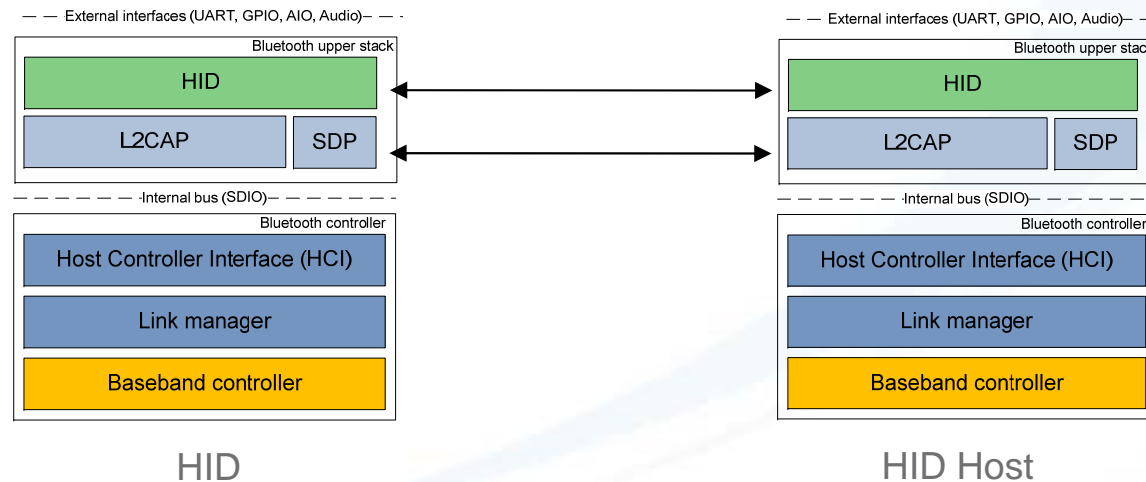 External interfaces (UART, GPIO, AIO, Audio)
Bluetooth upper stack
HID
L2CAP
SDP
Internal bus (SDIO)
Bluetooth controller
Host Controller Interface (HCI)
Link manager
Baseband controller
HID
External interfaces (UART, GPIO, AIO, Audio)
Bluetooth upper stac
HID
L2CAP
SDP
Internal bus (SDIO)
Bluetooth controller
Host Controller Interface (HCI)
Link manager
Baseband controller
HID Host